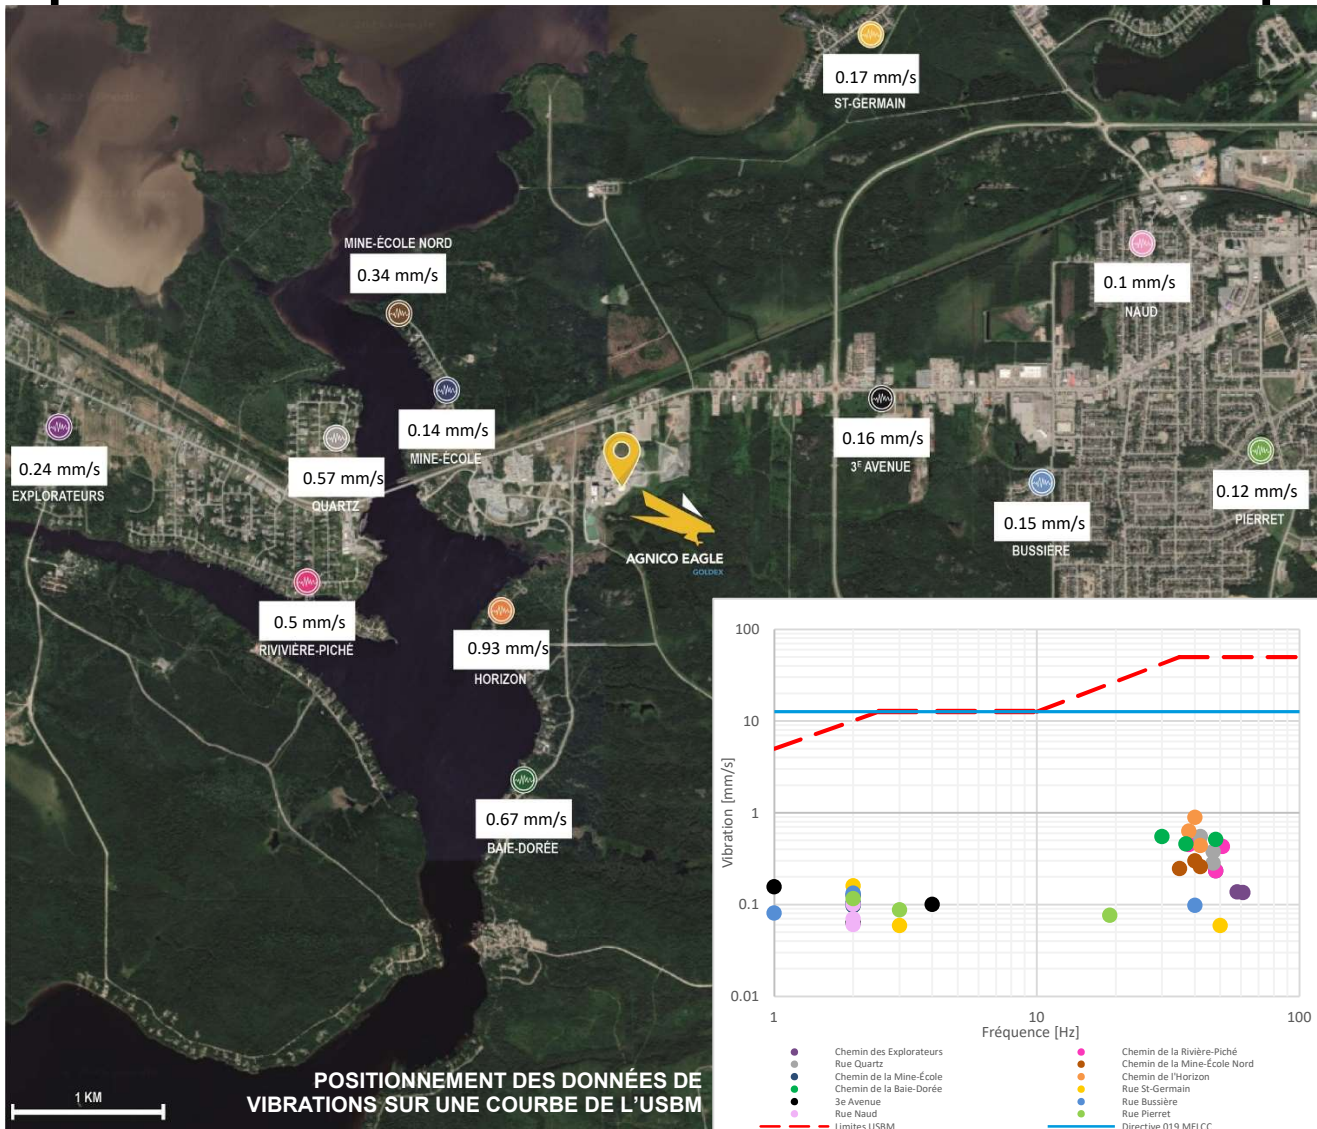 0.17 mm/s
ST-GERMAIN
MINE-ÉCOLE NORD
0.34 mm/s
0.1 mm/s
NAUD
0.14 mm/s
MINE-ÉCOLE
0.24 mm/s
EXPLORATEURS
0.57 mm/s
QUARTZ
0.16 mm/s
3E AVENUE
0.15 mm/s
BUSSIÈRE
0.12 mm/s
PIERRET
AGNICO EAGLE
GOLDEX
0.5 mm/s
RIVIVIÈRE-PICHÉ
0.93 mm/s
HORIZON
0.67 mm/s
BAIE-DORÉE
1 KM
POSITIONNEMENT DES DONNÉES DE
VIBRATIONS SUR UNE COURBE DE L'USBM
100
10
1
0.1
0.01
Vibration [mm/s]
1 10 100
Fréquence [Hz]
Chemin des Explorateurs
Chemin de la Rivière-Piché
Rue Quartz
Chemin de la Mine-École Nord
Chemin de la Mine-École
Chemin de l'Horizon
Chemin de la Baie-Dorée
Rue St-Germain
3e Avenue
Rue Bussière
Rue Naud
Rue Pierret
Limites USBM
Directive 019 MELCC